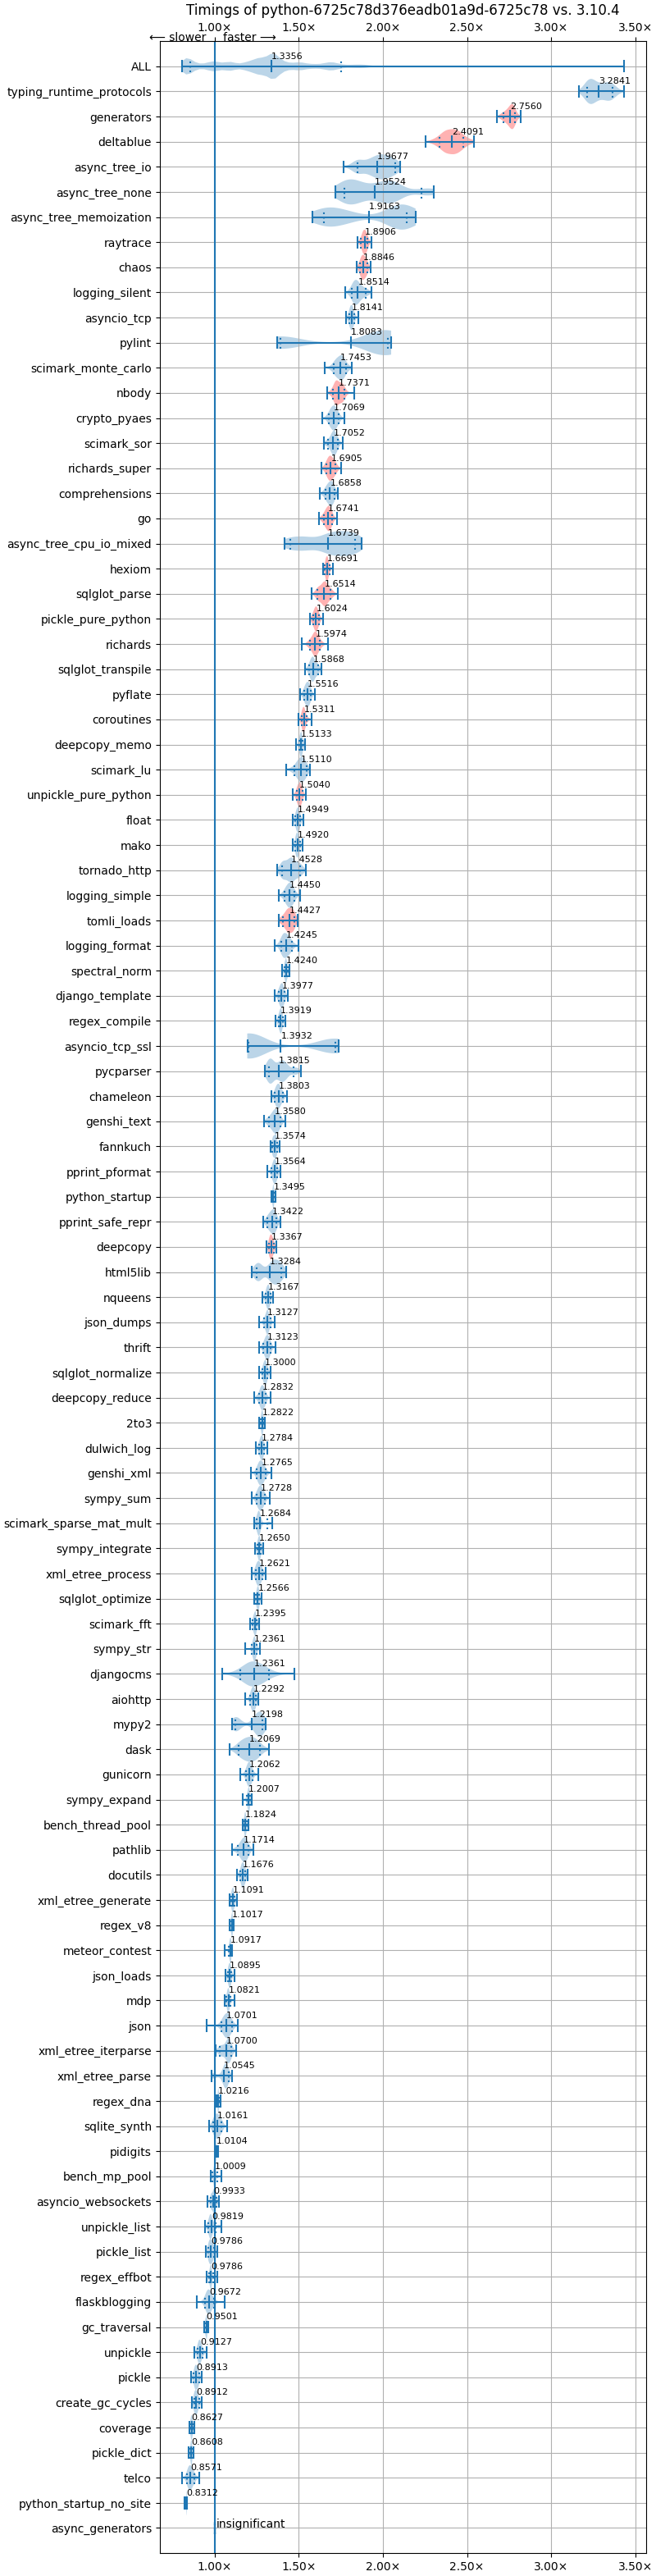 Timings of python-6725c78d376eadb01a9d-6725c78 vs. 3.10.4
1.00× 1.50× 2.00× 2.50× 3.00× 3.50×
⟵ slower faster ⟶
ALL 1.3356
typing_runtime_protocols 3.2841
generators 2.7560
deltablue 2.4091
async_tree_io 1.9677
async_tree_none 1.9524
async_tree_memoization 1.9163
raytrace 1.8906
chaos 1.8846
logging_silent 1.8514
asyncio_tcp 1.8141
pylint 1.8083
scimark_monte_carlo 1.7453
nbody 1.7371
crypto_pyaes 1.7069
scimark_sor 1.7052
richards_super 1.6905
comprehensions 1.6858
go 1.6741
async_tree_cpu_io_mixed 1.6739
hexiom 1.6691
sqlglot_parse 1.6514
pickle_pure_python 1.6024
richards 1.5974
sqlglot_transpile 1.5868
pyflate 1.5516
coroutines 1.5311
deepcopy_memo 1.5133
scimark_lu 1.5110
unpickle_pure_python 1.5040
float 1.4949
mako 1.4920
tornado_http 1.4528
logging_simple 1.4450
tomli_loads 1.4427
logging_format 1.4245
spectral_norm 1.4240
django_template 1.3977
regex_compile 1.3919
asyncio_tcp_ssl 1.3932
pycparser 1.3815
chameleon 1.3803
genshi_text 1.3580
fannkuch 1.3574
pprint_pformat 1.3564
python_startup 1.3495
pprint_safe_repr 1.3422
deepcopy 1.3367
html5lib 1.3284
nqueens 1.3167
json_dumps 1.3127
thrift 1.3123
sqlglot_normalize 1.3000
deepcopy_reduce 1.2832
2to3 1.2822
dulwich_log 1.2784
genshi_xml 1.2765
sympy_sum 1.2728
scimark_sparse_mat_mult 1.2684
sympy_integrate 1.2650
xml_etree_process 1.2621
sqlglot_optimize 1.2566
scimark_fft 1.2395
sympy_str 1.2361
djangocms 1.2361
aiohttp 1.2292
mypy2 1.2198
dask 1.2069
gunicorn 1.2062
sympy_expand 1.2007
bench_thread_pool 1.1824
pathlib 1.1714
docutils 1.1676
xml_etree_generate 1.1091
regex_v8 1.1017
meteor_contest 1.0917
json_loads 1.0895
mdp 1.0821
json 1.0701
xml_etree_iterparse 1.0700
xml_etree_parse 1.0545
regex_dna 1.0216
sqlite_synth 1.0161
pidigits 1.0104
bench_mp_pool 1.0009
asyncio_websockets 0.9933
unpickle_list 0.9819
pickle_list 0.9786
regex_effbot 0.9786
flaskblogging 0.9672
gc_traversal 0.9501
unpickle 0.9127
pickle 0.8913
create_gc_cycles 0.8912
coverage 0.8627
pickle_dict 0.8608
telco 0.8571
python_startup_no_site 0.8312
async_generators insignificant
1.00× 1.50× 2.00× 2.50× 3.00× 3.50×